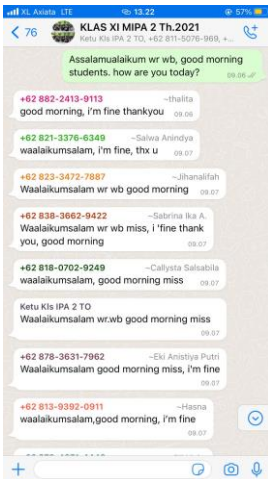 XL Axiata LTE 13.22 57%
76 KLAS XI MIPA 2 Th.2021
Ketu Kls IPA 2 TO, +62 811-5076-969, +...
Assalamualaikum wr wb, good morning
students. how are you today? 09.06
+62 882-2413-9113 ~thalita
good morning, i'm fine thankyou 09.06
+62 821-3376-6349 ~Salwa Anindya
waalaikumsalam, i'm fine, thx u 09.07
+62 823-3472-7887 ~Jihanalifah
Waalaikumsalam wr wb good morning 09.07
+62 838-3662-9422 ~Sabrina Ika A.
Waalaikumsalam wr wb miss, i 'fine thank
you, good morning 09.07
+62 818-0702-9249 ~Callysta Salsabila
waalaikumsalam, good morning miss 09.07
Ketu Kls IPA 2 TO
Waalaikumsalam wr.wb good morning miss
09.07
+62 878-3631-7962 ~Eki Anistiya Putri
Waalaikumsalam good morning miss, i'm fine
09.07
+62 813-9392-0911 ~Hasna
waalaikumsalam,good morning, i'm fine
09.07